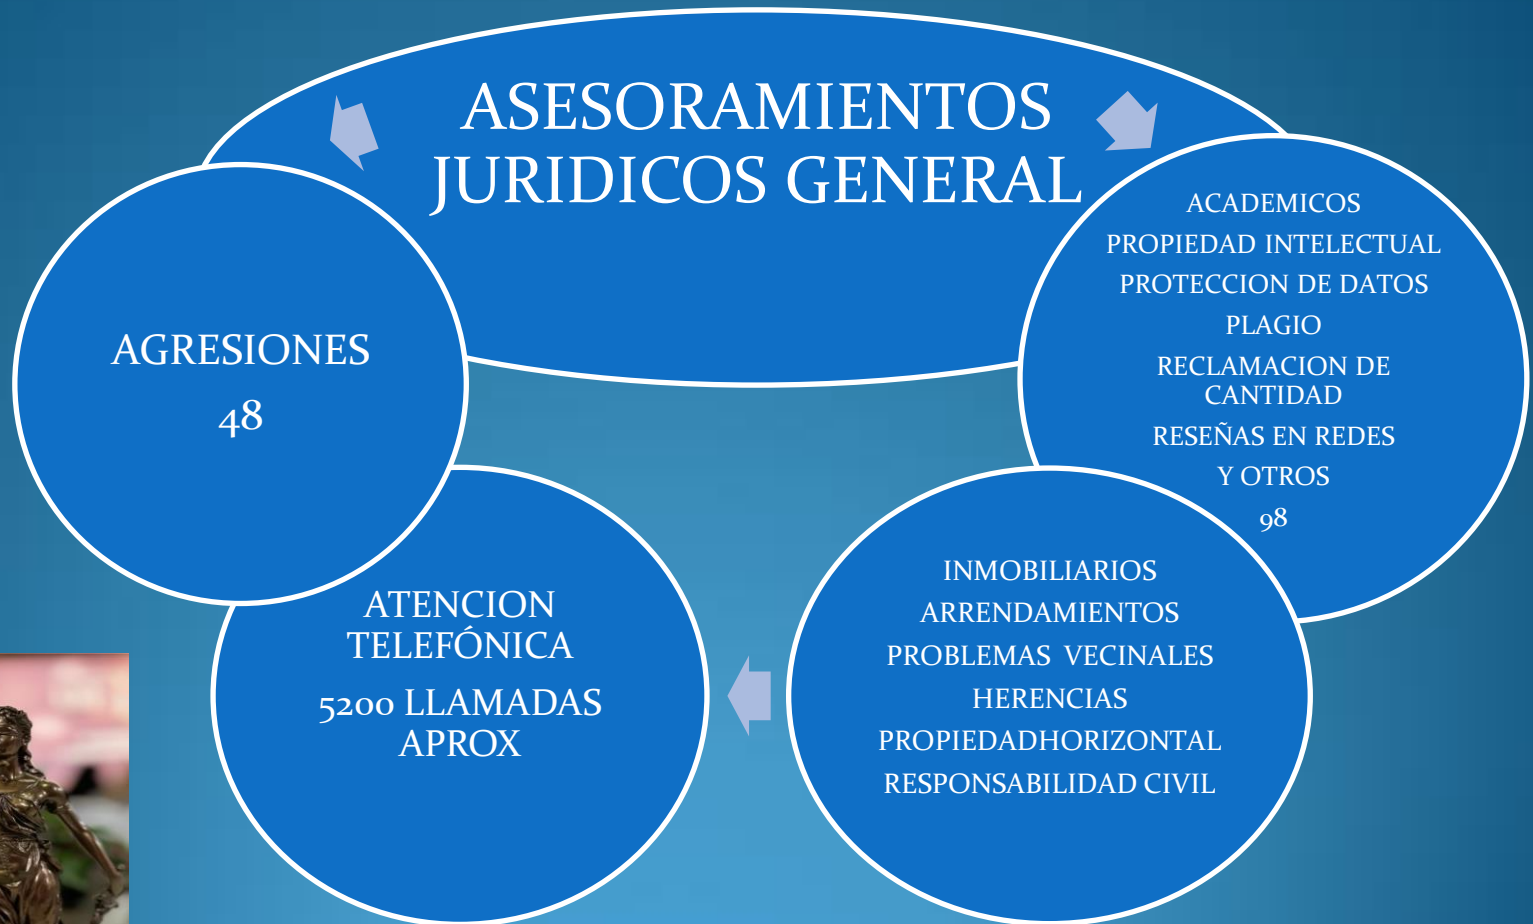 ASESORAMIENTOS
JURIDICOS GENERAL
ACADEMICOS
PROPIEDAD INTELECTUAL
PROTECCION DE DATOS
PLAGIO
RECLAMACION DE
CANTIDAD
RESEÑAS EN REDES
Y OTROS
98
INMOBILIARIOS
ARRENDAMIENTOS
PROBLEMAS VECINALES
HERENCIAS
PROPIEDADHORIZONTAL
RESPONSABILIDAD CIVIL
ATENCION
TELEFÓNICA
5200 LLAMADAS
APROX
AGRESIONES
48